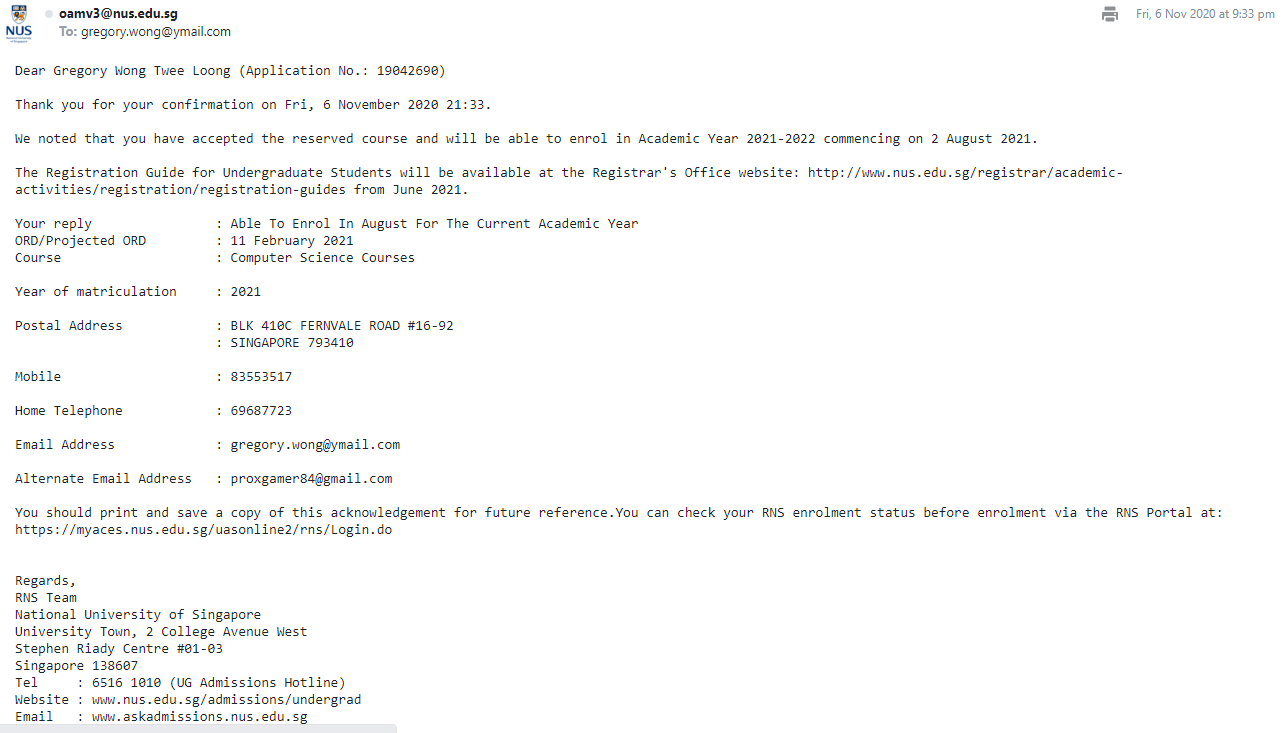 oamv3@nus.edu.sg
Fri, 6 Nov 2020 at 9:33 pm
NUS
To: gregory.wong@ymail.com
Dear Gregory Wong Twee Loong (Application No.: 19042690)
Thank you for your confirmation on Fri, 6 November 2020 21:33.
We noted that you have accepted the reserved course and will be able to enrol in Academic Year 2021-2022 commencing on 2 August 2021.
The Registration Guide for Undergraduate Students will be available at the Registrar's Office website: http://www.nus.edu.sg/registrar/academic-
activities/registration/registration-guides from June 2021.
Your reply : Able To Enrol In August For The Current Academic Year
ORD/Projected ORD : 11 February 2021
Course : Computer Science Courses
Year of matriculation : 2021
Postal Address : BLK 410C FERNVALE ROAD #16-92
: SINGAPORE 793410
Mobile : 83553517
Home Telephone : 69687723
Email Address : gregory.wong@ymail.com
Alternate Email Address : proxgamer84@gmail.com
You should print and save a copy of this acknowledgement for future reference.You can check your RNS enrolment status before enrolment via the RNS Portal at:
https://myaces.nus.edu.sg/uasonline2/rns/Login.do
Regards,
RNS Team
National University of Singapore
University Town, 2 College Avenue West
Stephen Riady Centre #01-03
Singapore 138607
Tel : 6516 1010 (UG Admissions Hotline)
Website : www.nus.edu.sg/admissions/undergrad
Email : www.askadmissions.nus.edu.sg